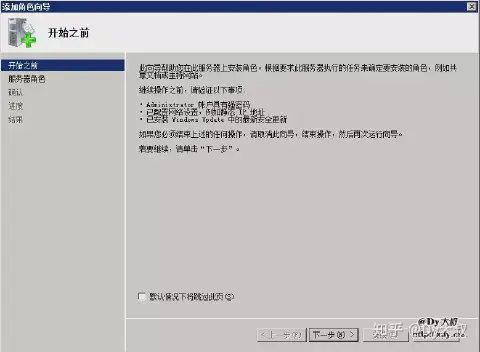 添加角色向导
开始之前
开始之前
服务器角色
确认
进度
结果
此向导帮助您在此服务器上安装角色。根据要求此服务器执行的任务来确定要安装的角色，例如共
享文档或主持网站。
继续操作之前，请验证以下事项:
• Administrator 帐户具有强密码
• 已配置网络设置，例如静态 IP 地址
• 已安装 Windows Update 中的最新安全更新
如果您必须结束上述的任何操作，请取消此向导，结束操作，然后再次运行向导。
若要继续，请单击“下一步”。
默认情况下将跳过此页(S)
@Dy大叔
< 上一步(P) 下一步(N) >
知乎 @Dy大叔